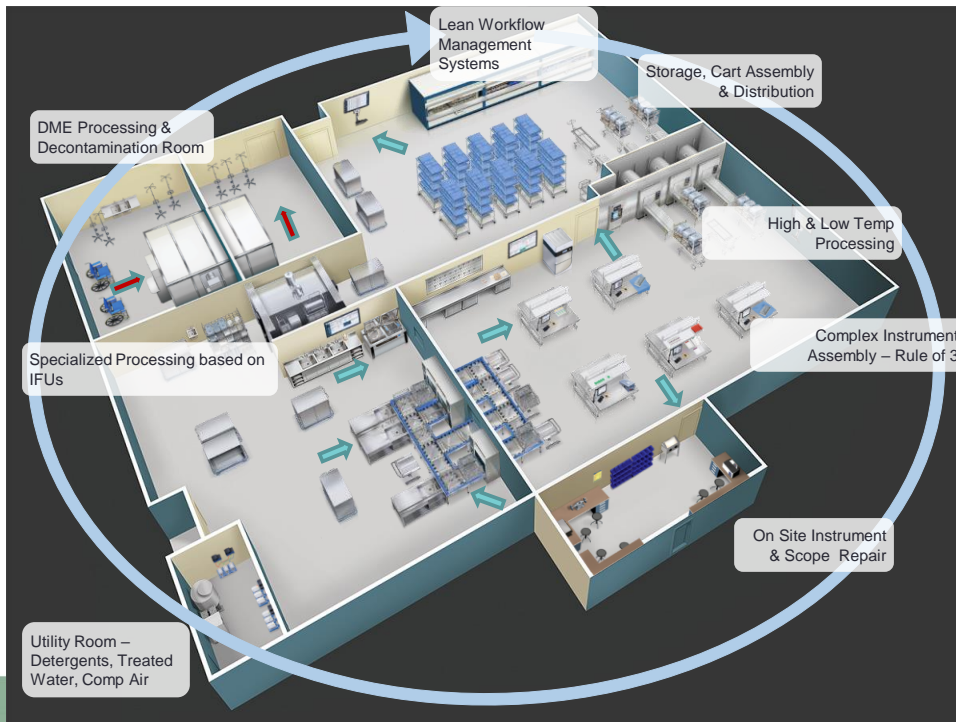 Lean Workflow
Management
Systems
Storage, Cart Assembly
& Distribution
DME Processing &
Decontamination Room
High & Low Temp
Processing
Complex Instrument
Assembly – Rule of 3
Specialized Processing based on
IFUs
On Site Instrument
& Scope Repair
Utility Room –
Detergents, Treated
Water, Comp Air